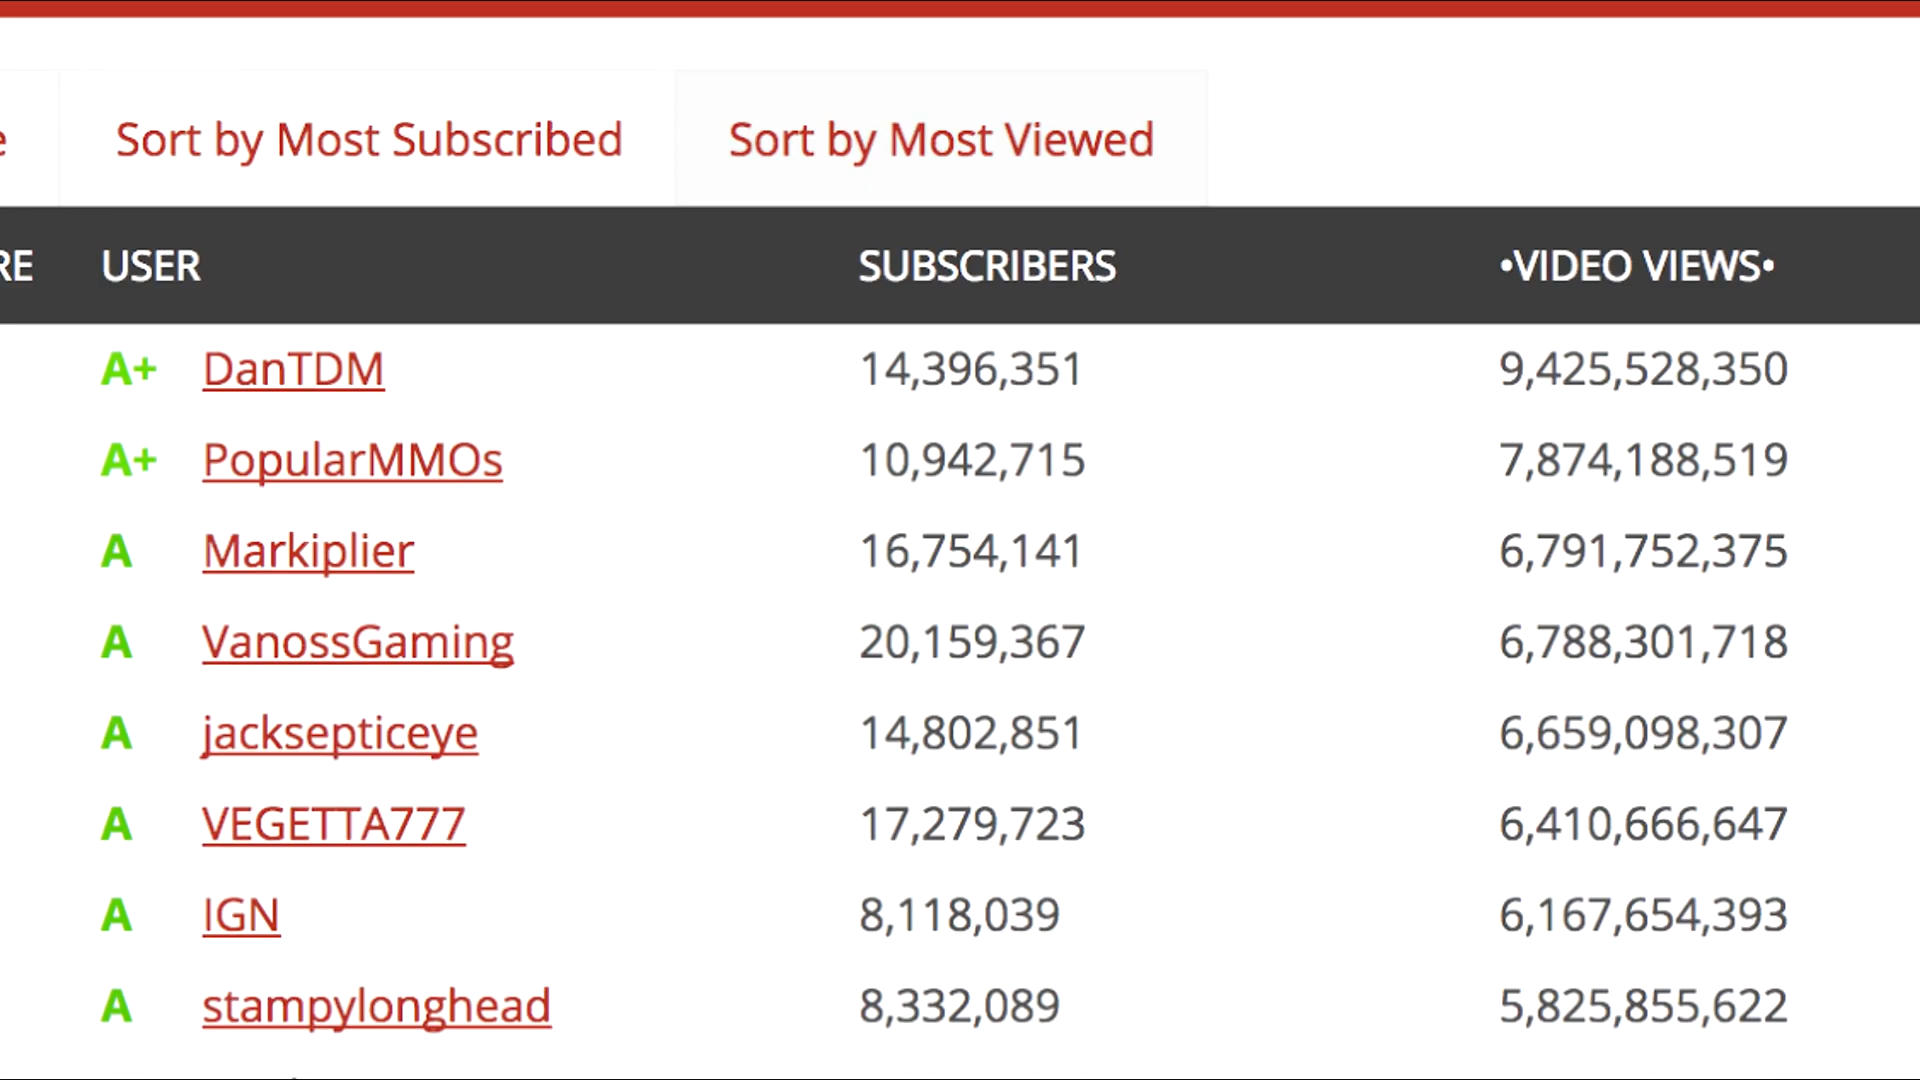 e Sort by Most Subscribed Sort by Most Viewed
RE USER SUBSCRIBERS •VIDEO VIEWS•
A+ DanTDM 14,396,351 9,425,528,350
A+ PopularMMOs 10,942,715 7,874,188,519
A Markiplier 16,754,141 6,791,752,375
A VanossGaming 20,159,367 6,788,301,718
A jacksepticeye 14,802,851 6,659,098,307
A VEGETTA777 17,279,723 6,410,666,647
A IGN 8,118,039 6,167,654,393
A stampylonghead 8,332,089 5,825,855,622